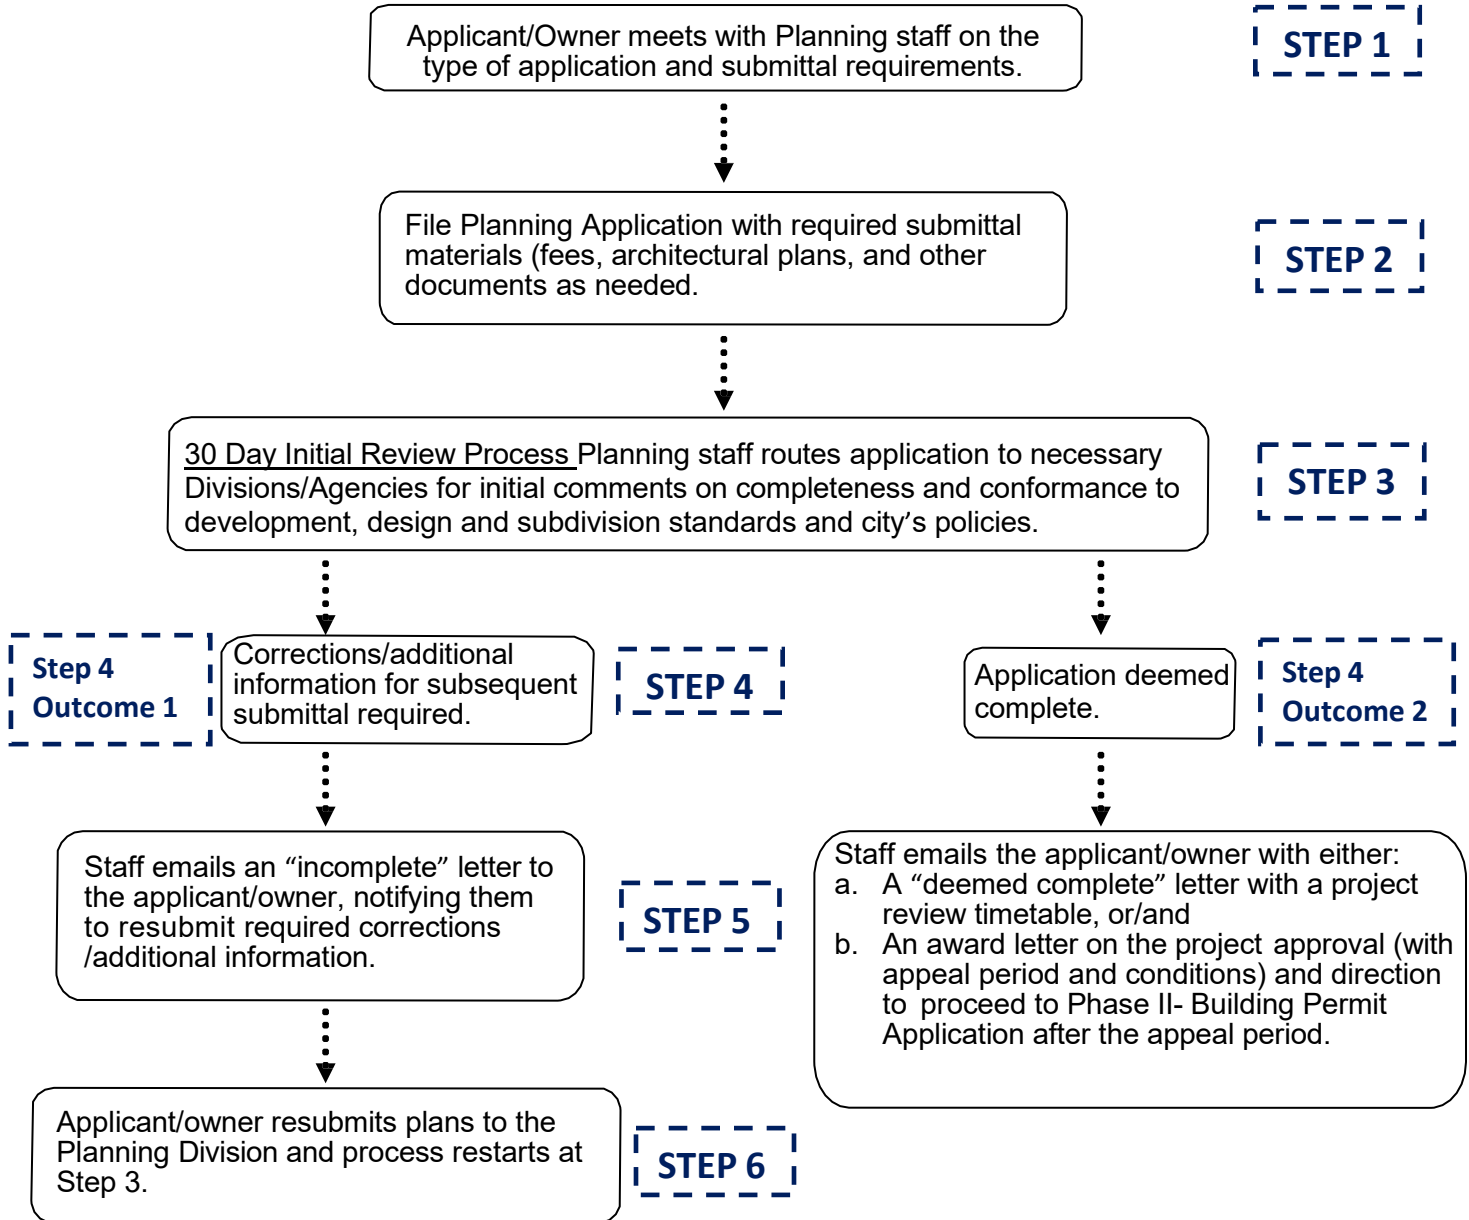 Applicant/Owner meets with Planning staff on the
type of application and submittal requirements.
STEP 1
File Planning Application with required submittal
materials (fees, architectural plans, and other
documents as needed.
STEP 2
30 Day Initial Review Process Planning staff routes application to necessary
Divisions/Agencies for initial comments on completeness and conformance to
development, design and subdivision standards and city’s policies.
STEP 3
Step 4
Outcome 1
Corrections/additional
information for subsequent
submittal required.
STEP 4
Application deemed
complete.
Step 4
Outcome 2
Staff emails an “incomplete” letter to
the applicant/owner, notifying them
to resubmit required corrections
/additional information.
STEP 5
Staff emails the applicant/owner with either:
a. A “deemed complete” letter with a project
review timetable, or/and
b. An award letter on the project approval (with
appeal period and conditions) and direction
to proceed to Phase II- Building Permit
Application after the appeal period.
Applicant/owner resubmits plans to the
Planning Division and process restarts at
Step 3.
STEP 6